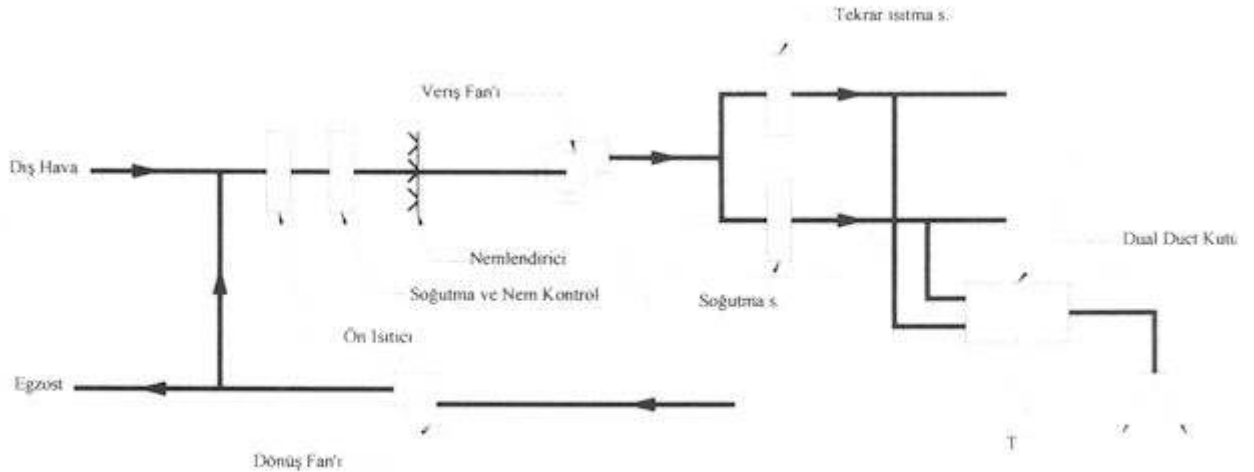 Tekrar ısıtma s.
Veriş Fan'ı
Dış Hava
Dual Duct Kutu
Nemlendirici
Soğutma ve Nem Kontrol
Soğutma s.
Ön Isıtıcı
Egzost
T
Dönüş Fan'ı